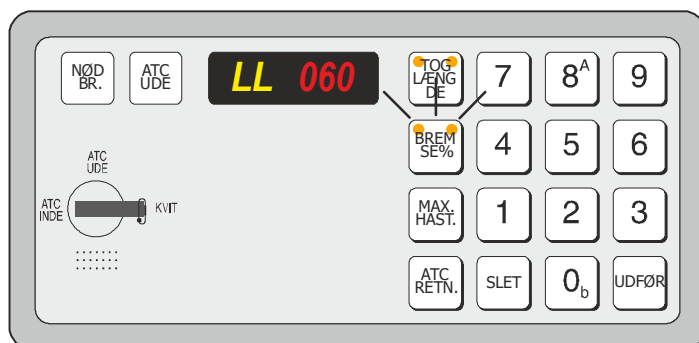 NØD
BR.
ATC
UDE
LL 060
TOG
LÆNG
DE
7
8A
9
BREM
SE%
4
5
6
ATC
UDE
ATC
INDE
KVIT
MAX.
HAST.
1
2
3
ATC
RETN.
SLET
0b
UDFØR